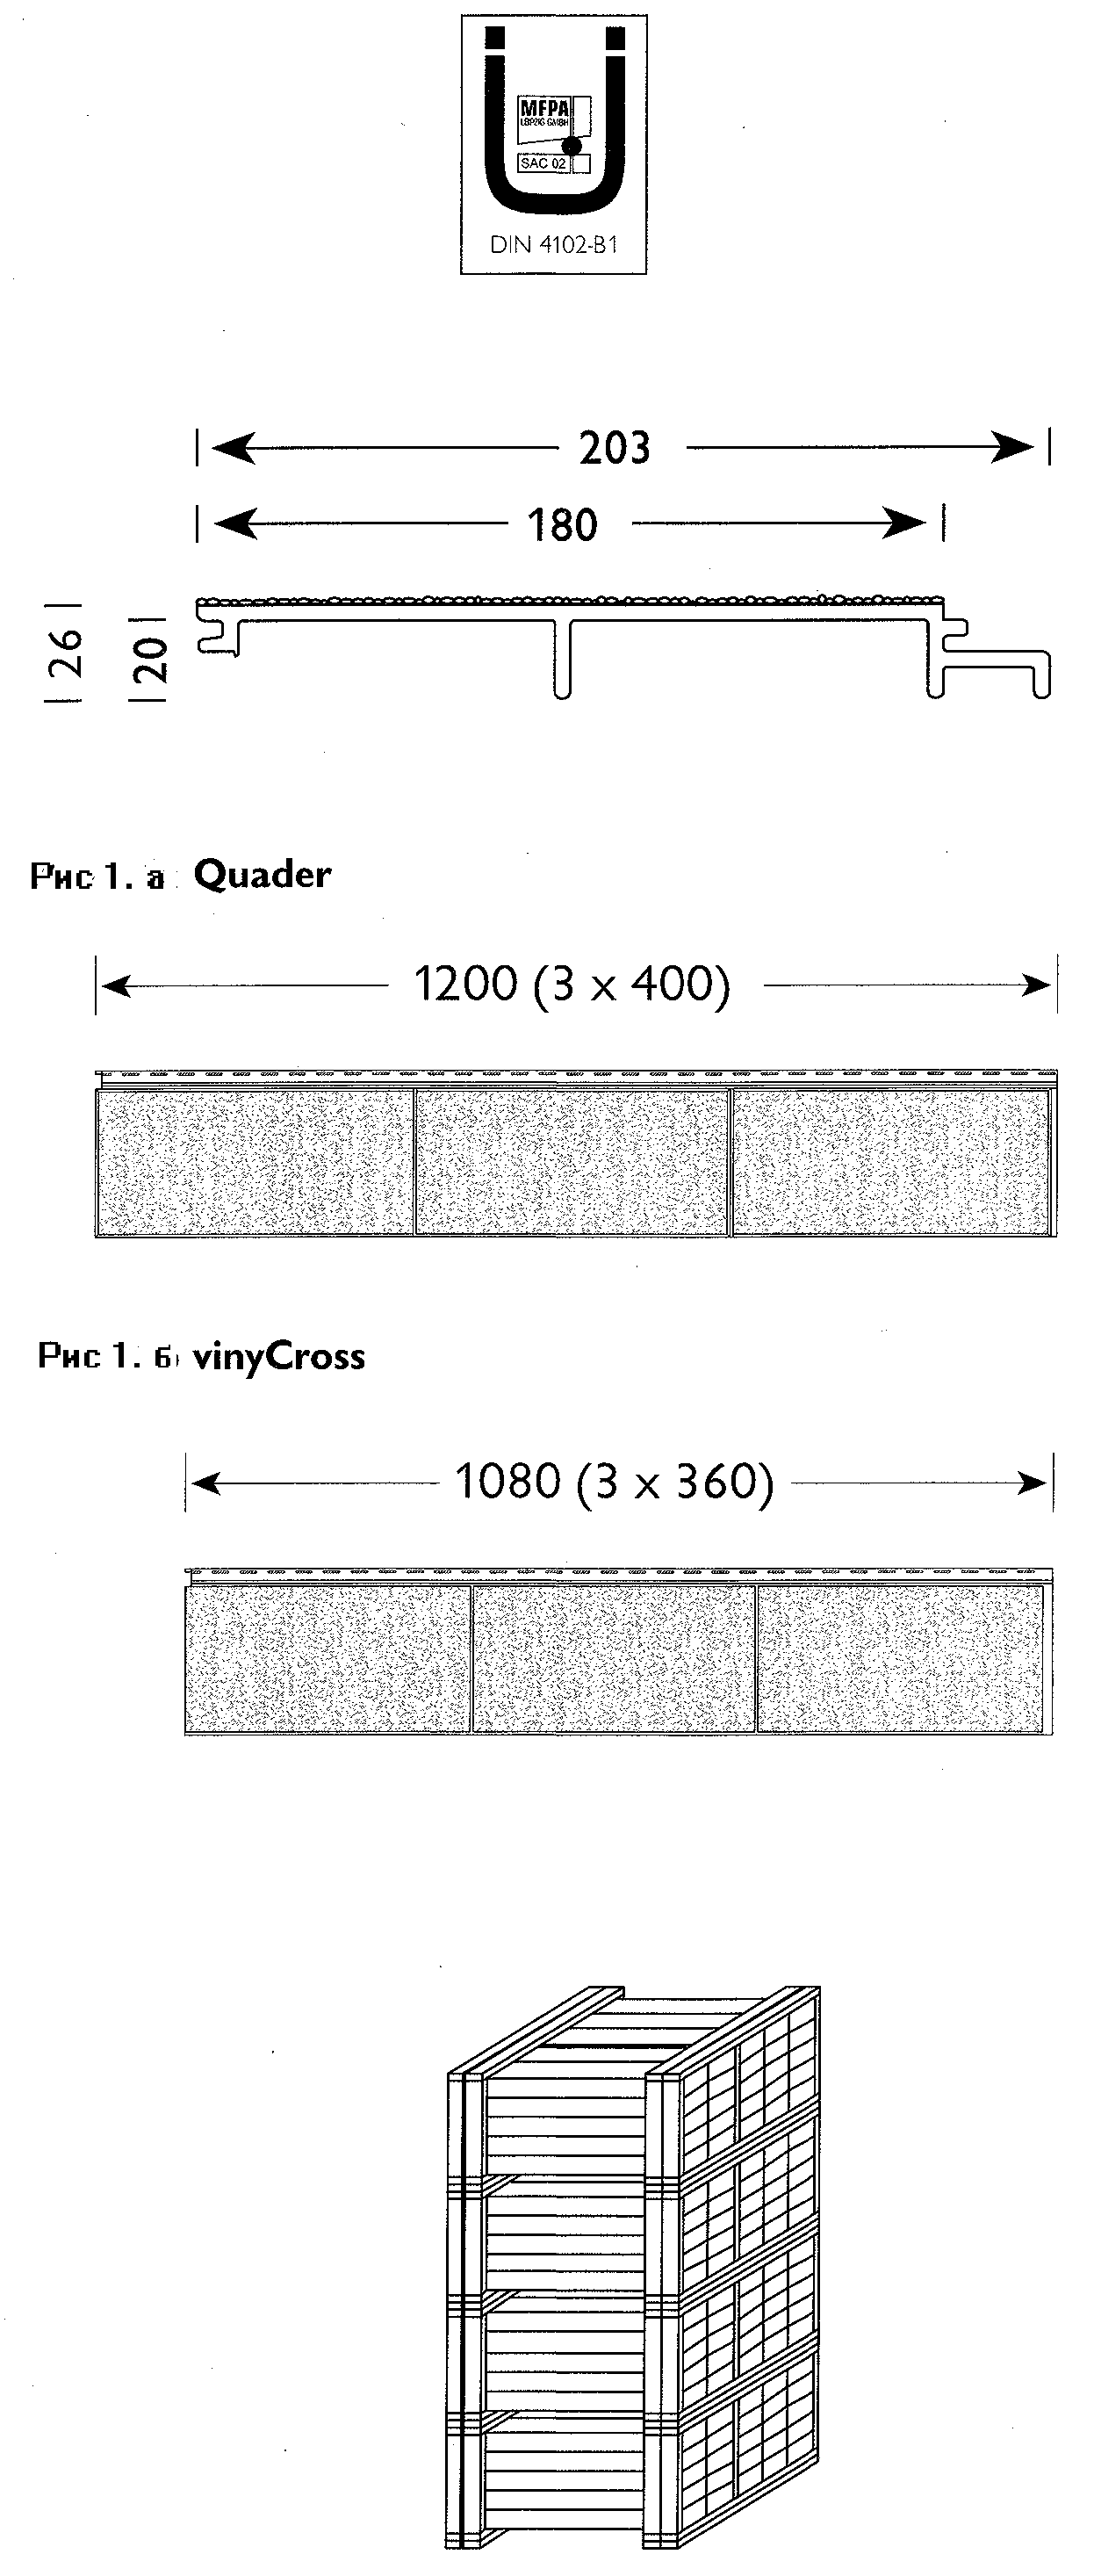 MFPA
LEIPZIG GMBH
SAC 02
DIN 4102-B1
203
180
26
20
Рис 1. а Quader
1200 (3 x 400)
Рис 1. б) vinyCross
1080 (3 x 360)